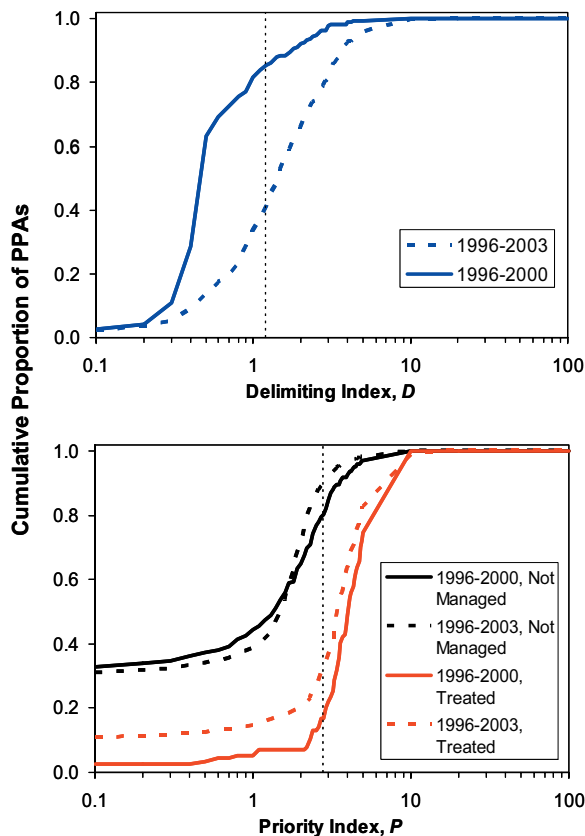 Cumulative Proportion of PPAs
1.0
0.8
0.6
0.4
0.2
0.0
1996-2003
1996-2000
0.1
1
10
100
Delimiting Index, D
1.0
0.8
0.6
0.4
0.2
0.0
1996-2000, Not
Managed
1996-2003, Not
Managed
1996-2000,
Treated
1996-2003,
Treated
0.1
1
10
100
Priority Index, P